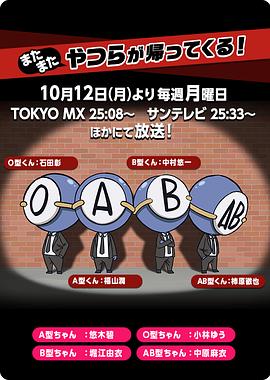 またまた
やつらが帰ってくる！
10月12日(月)より毎週月曜日
TOKYO MX 25:08～ サンテレビ 25:33～
ほかにて放送！
O型くん：石田彰
B型くん：中村悠一
O
A
B
AB
A型くん：福山潤
AB型くん：柿原徹也
A型ちゃん：悠木碧
O型ちゃん：小林ゆう
B型ちゃん：堀江由衣
AB型ちゃん：中原麻衣